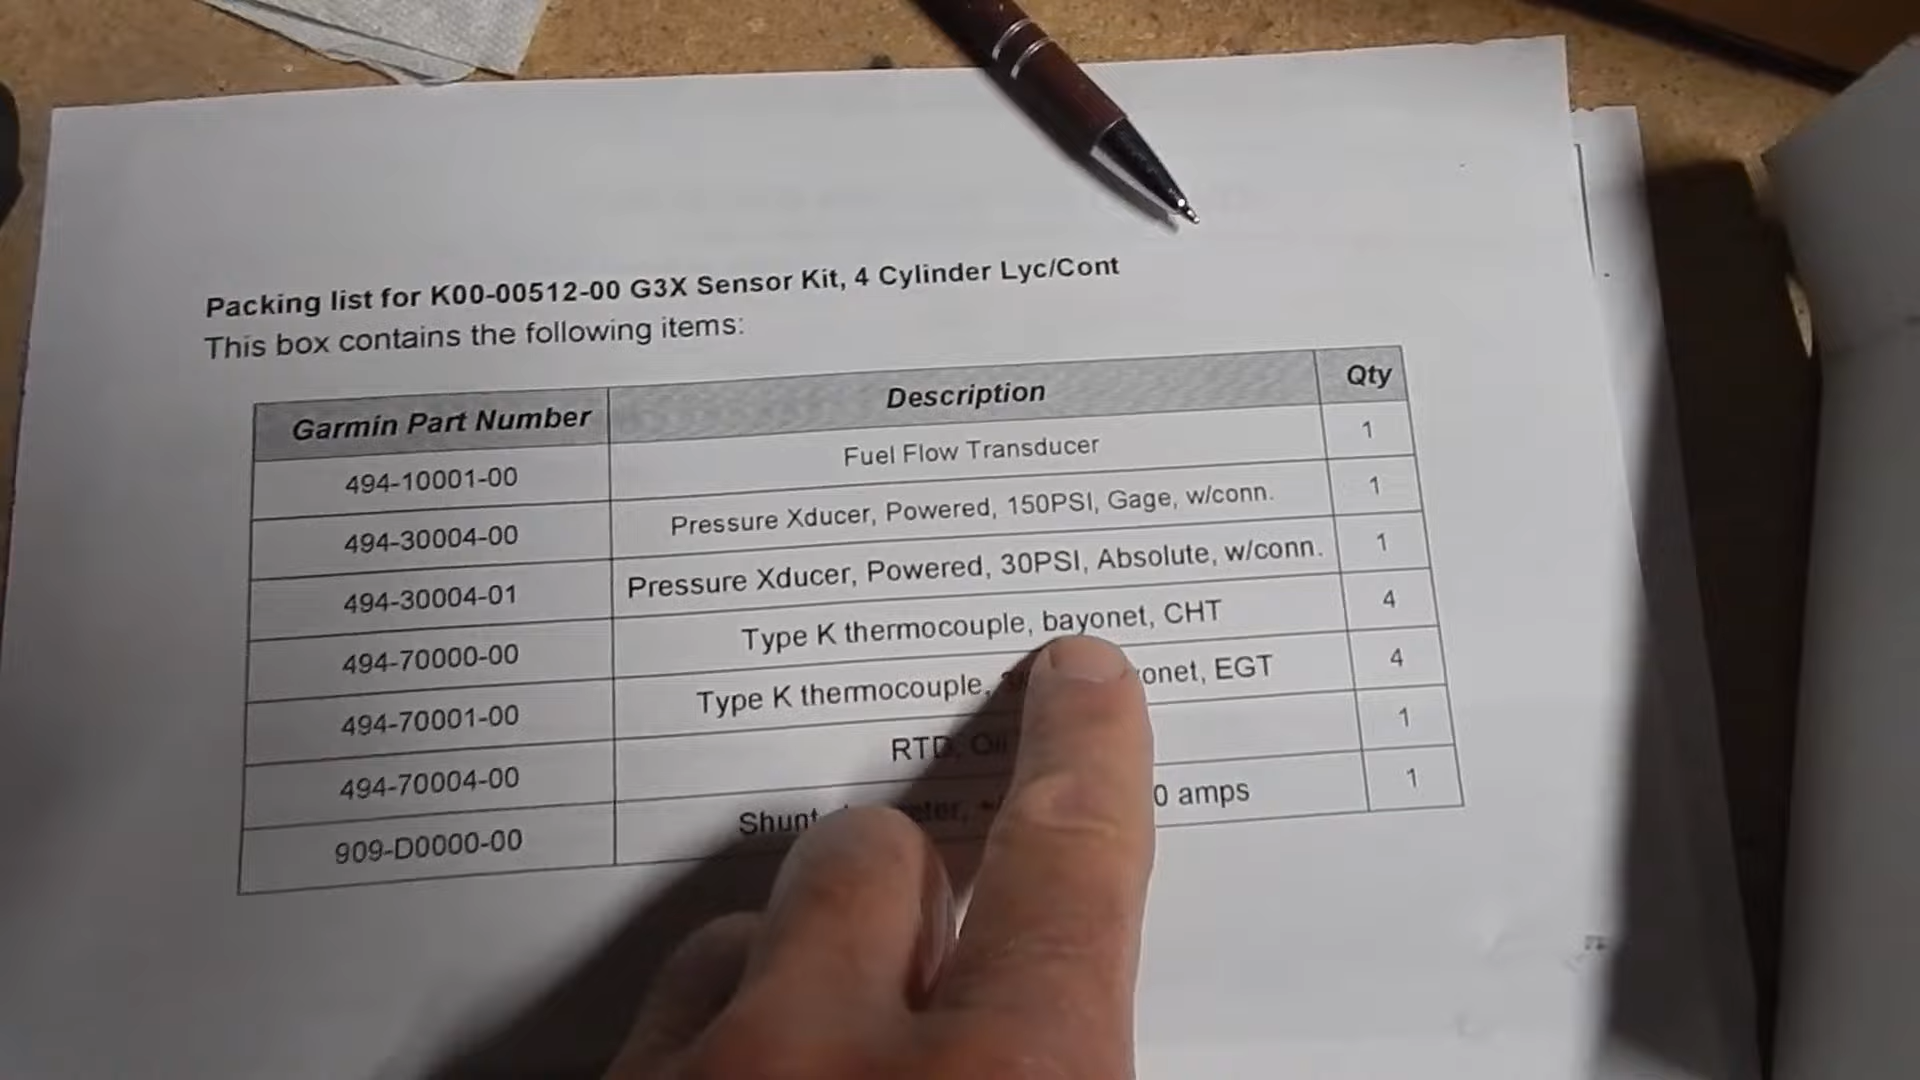 Packing list for K00-00512-00 G3X Sensor Kit, 4 Cylinder Lyc/Cont
This box contains the following items:
Garmin Part Number Description Qty
494-10001-00 Fuel Flow Transducer 1
494-30004-00 Pressure Xducer, Powered, 150PSI, Gage, w/conn. 1
494-30004-01 Pressure Xducer, Powered, 30PSI, Absolute, w/conn. 1
494-70000-00 Type K thermocouple, bayonet, CHT 4
494-70001-00 Type K thermocouple, EGT 4
494-70004-00 RTD, Oil 1
909-D0000-00 Shunt amps 1